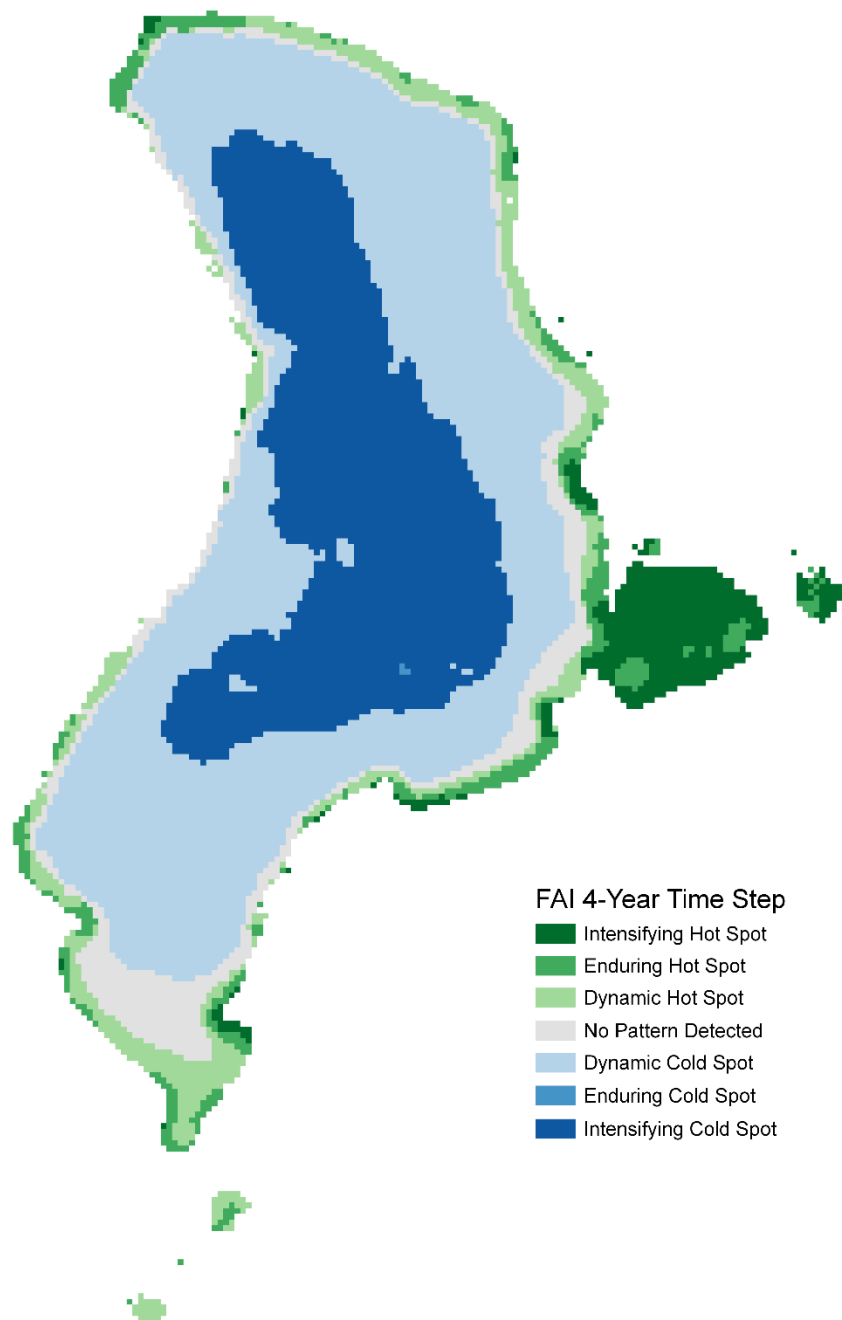 FAI 4-Year Time Step
Intensifying Hot Spot
Enduring Hot Spot
Dynamic Hot Spot
No Pattern Detected
Dynamic Cold Spot
Enduring Cold Spot
Intensifying Cold Spot